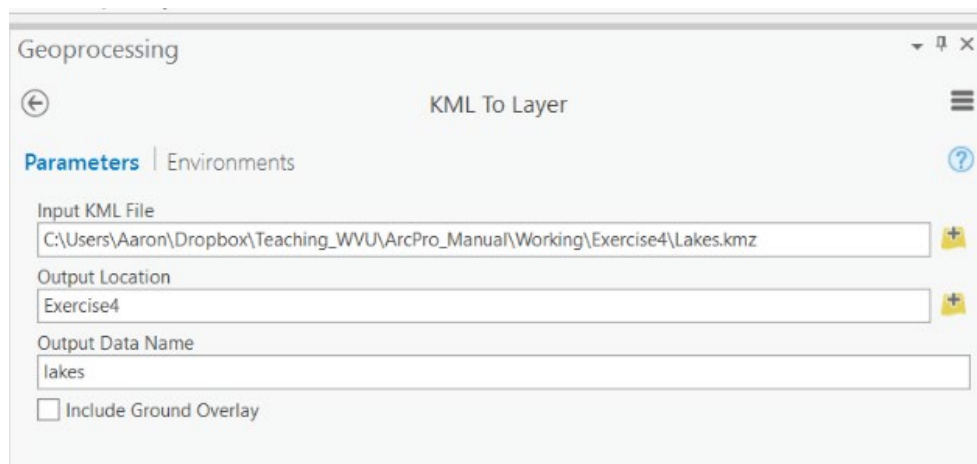 Geoprocessing
KML To Layer
Parameters | Environments
Input KML File
C:\Users\Aaron\Dropbox\Teaching_WVU\ArcPro_Manual\Working\Exercise4\Lakes.kmz
Output Location
Exercise4
Output Data Name
lakes
Include Ground Overlay